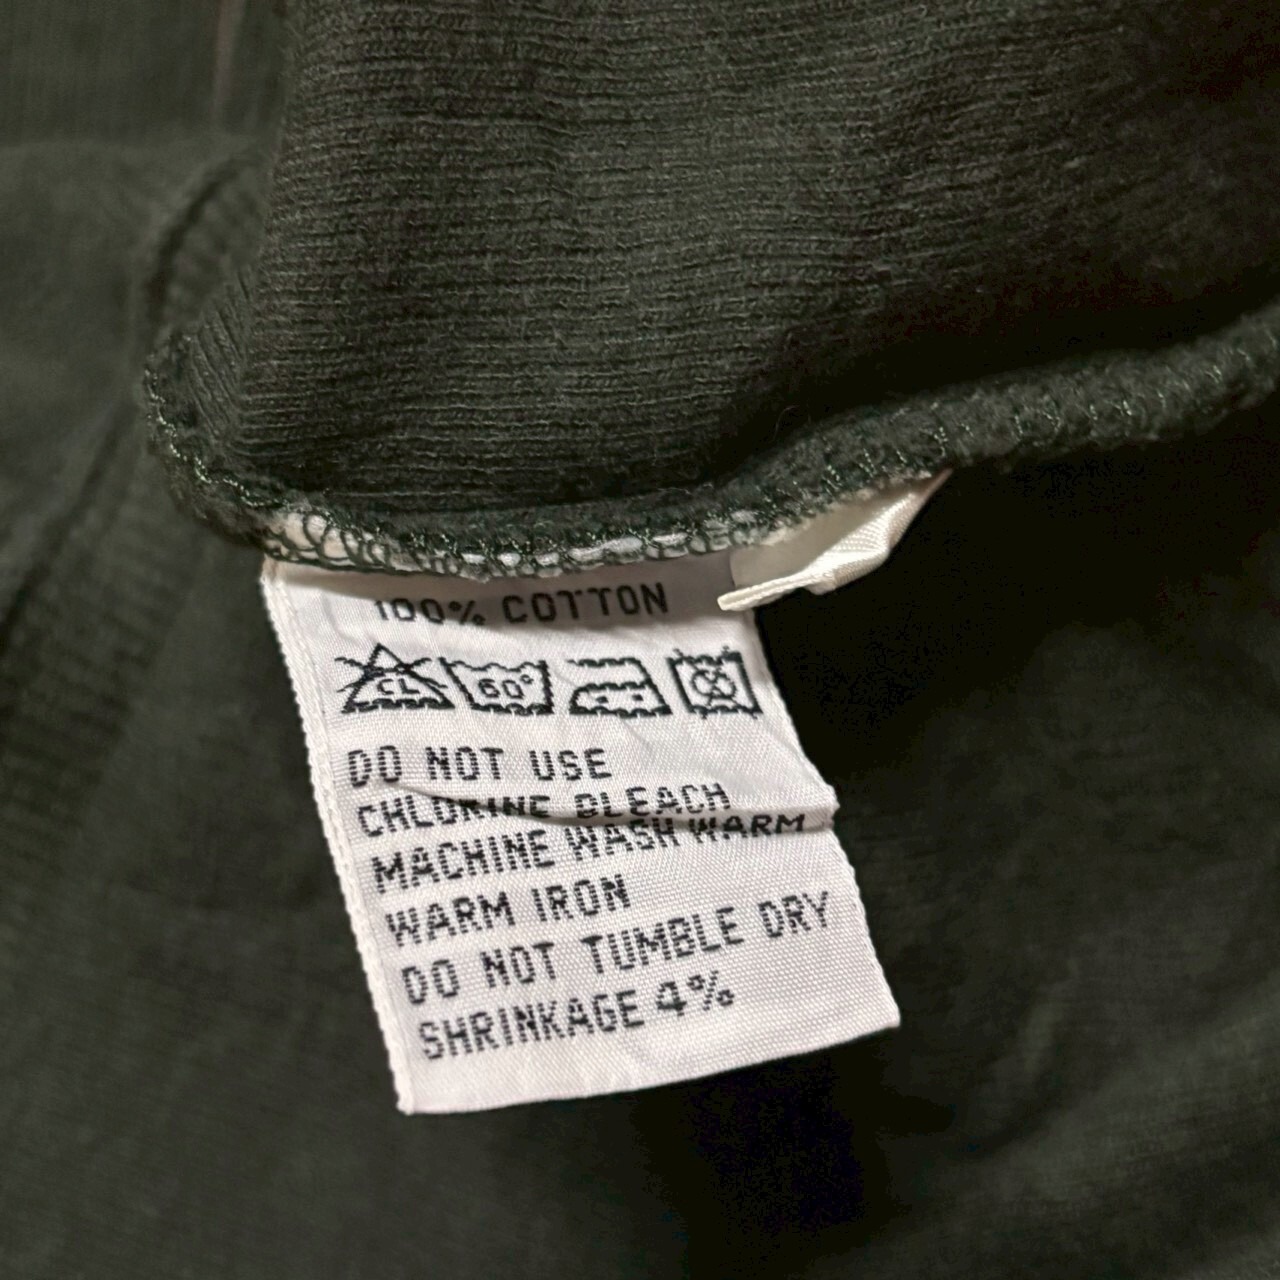 100% COTTON
CL 60°
DO NOT USE
CHLORINE BLEACH
MACHINE WASH WARM
WARM IRON
DO NOT TUMBLE DRY
SHRINKAGE 4%